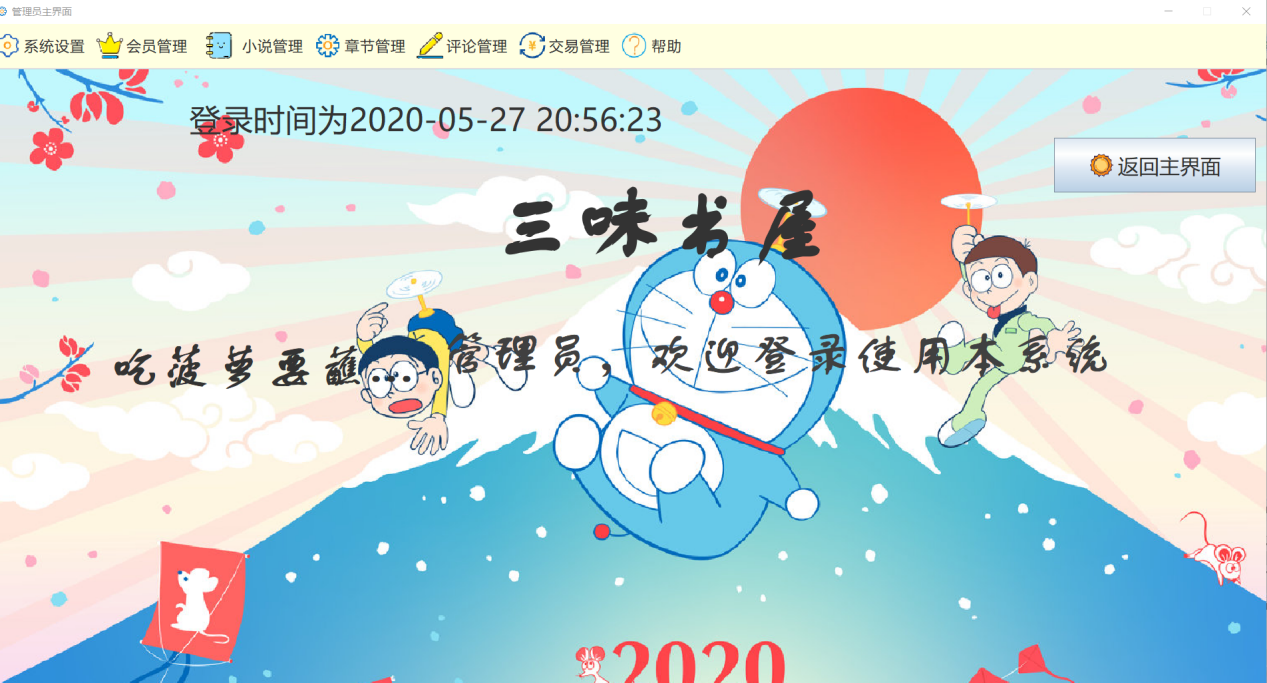 管理员主界面
系统设置 会员管理 小说管理 章节管理 评论管理 交易管理 帮助
登录时间为2020-05-27 20:56:23
返回主界面
三味书屋
吃菠萝要蘸 管理员，欢迎登录使用本系统
2020